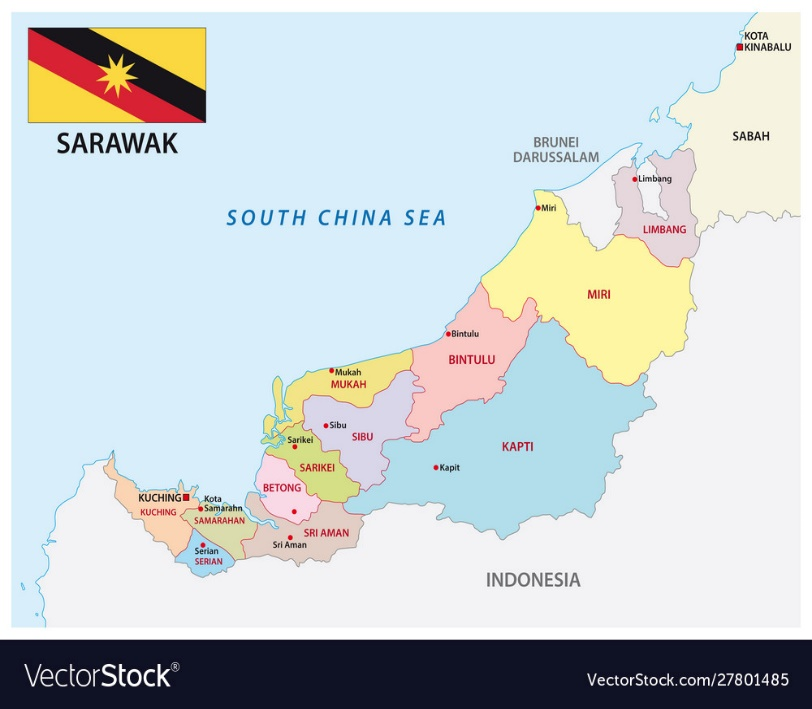 KOTA
KINABALU
SARAWAK
SABAH
BRUNEI
DARUSSALAM
Limbang
SOUTH CHINA SEA
Miri
LIMBANG
MIRI
Bintulu
BINTULU
Mukah
MUKAH
Sibu
SIBU
Sarikei
KAPTI
SARIKEI
Kapit
BETONG
KUCHING
Kota
Samarahn
KUCHING
SAMARAHAN
SRI AMAN
Sri Aman
Serian
SERIAN
INDONESIA
VectorStock®
VectorStock.com/27801485